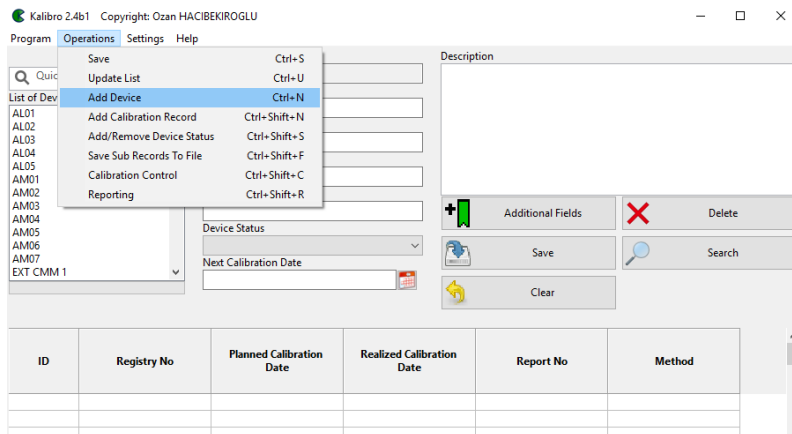 Kalibro 2.4b1 Copyright: Ozan HACIBEKIROGLU
Program Operations Settings Help
Save Ctrl+S
Update List Ctrl+U
Add Device Ctrl+N
Add Calibration Record Ctrl+Shift+N
Add/Remove Device Status Ctrl+Shift+S
Save Sub Records To File Ctrl+Shift+F
Calibration Control Ctrl+Shift+C
Reporting Ctrl+Shift+R
List of Dev
AL01
AL02
AL03
AL04
AL05
AM01
AM02
AM03
AM04
AM05
AM06
AM07
EXT CMM 1
Device Status
Next Calibration Date
Description
Additional Fields
Delete
Save
Search
Clear
ID
Registry No
Planned Calibration
Date
Realized Calibration
Date
Report No
Method